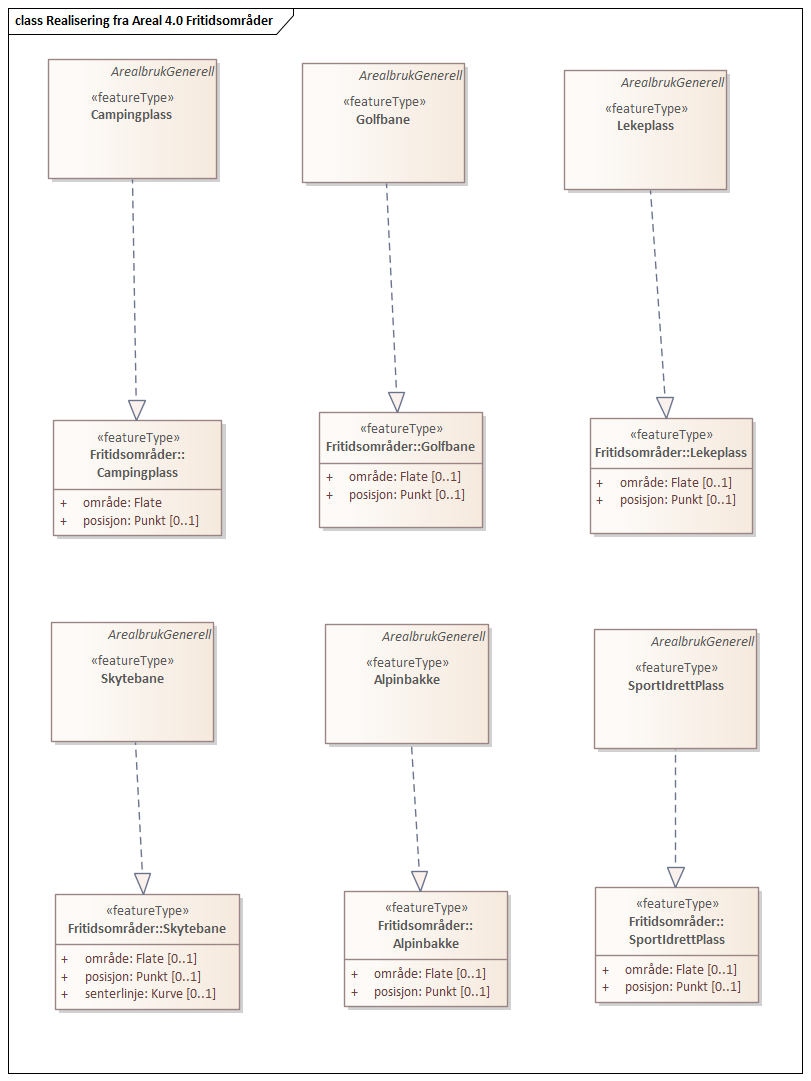 class Realisering fra Areal 4.0 Fritidsområder
ArealbrukGenerell
«featureType»
Campingplass
ArealbrukGenerell
«featureType»
Golfbane
ArealbrukGenerell
«featureType»
Lekeplass
«featureType»
Fritidsområder::
Campingplass
+ område: Flate
+ posisjon: Punkt [0..1]
«featureType»
Fritidsområder::Golfbane
+ område: Flate [0..1]
+ posisjon: Punkt [0..1]
«featureType»
Fritidsområder::Lekeplass
+ område: Flate [0..1]
+ posisjon: Punkt [0..1]
ArealbrukGenerell
«featureType»
Skytebane
ArealbrukGenerell
«featureType»
Alpinbakke
ArealbrukGenerell
«featureType»
SportIdrettPlass
«featureType»
Fritidsområder::Skytebane
+ område: Flate [0..1]
+ posisjon: Punkt [0..1]
+ senterlinje: Kurve [0..1]
«featureType»
Fritidsområder::
Alpinbakke
+ område: Flate [0..1]
+ posisjon: Punkt [0..1]
«featureType»
Fritidsområder::
SportIdrettPlass
+ område: Flate [0..1]
+ posisjon: Punkt [0..1]